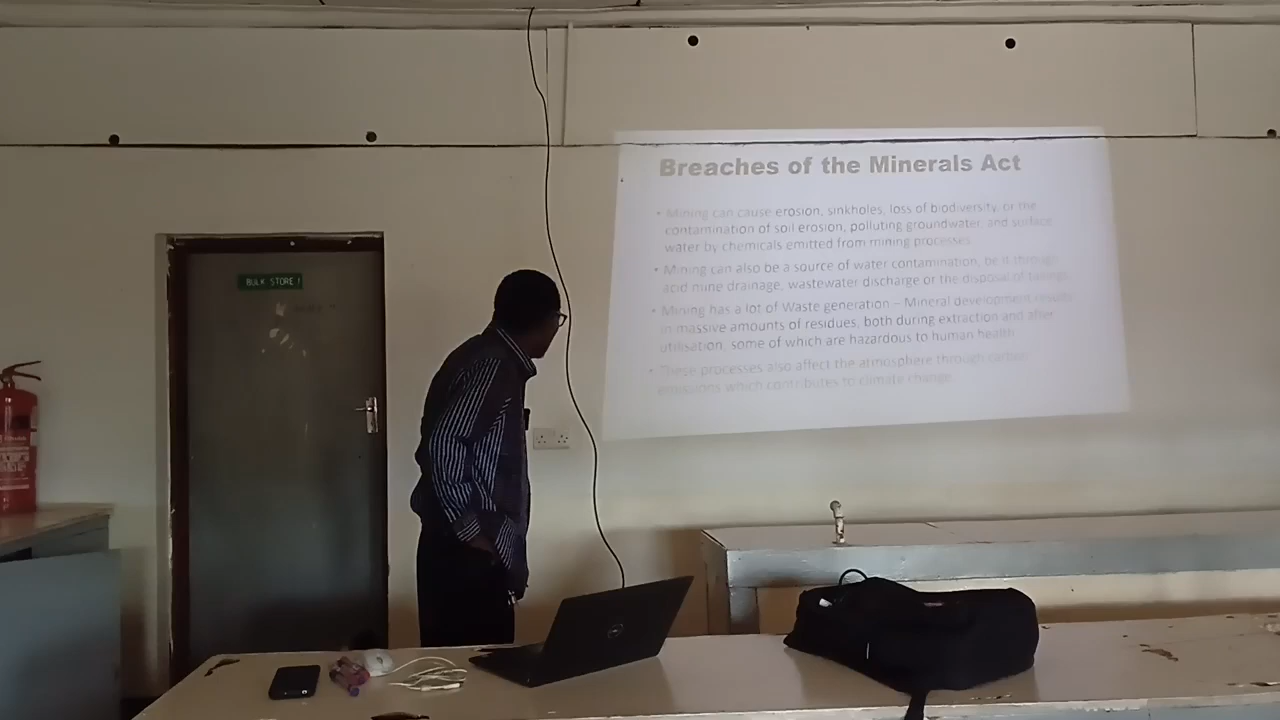 Breaches of the Minerals Act
• Mining can cause erosion, sinkholes, loss of biodiversity, or the
contamination of soil erosion, polluting groundwater, and surface
water by chemicals emitted from mining processes.
• Mining can also be a source of water contamination, be it through
acid mine drainage, wastewater discharge or the disposal of tailings.
• Mining has a lot of Waste generation – Mineral development results
in massive amounts of residues, both during extraction and after
utilisation, some of which are hazardous to human health.
• These processes also affect the atmosphere through carbon
emissions which contributes to climate change.
BULK STORE !
DELL